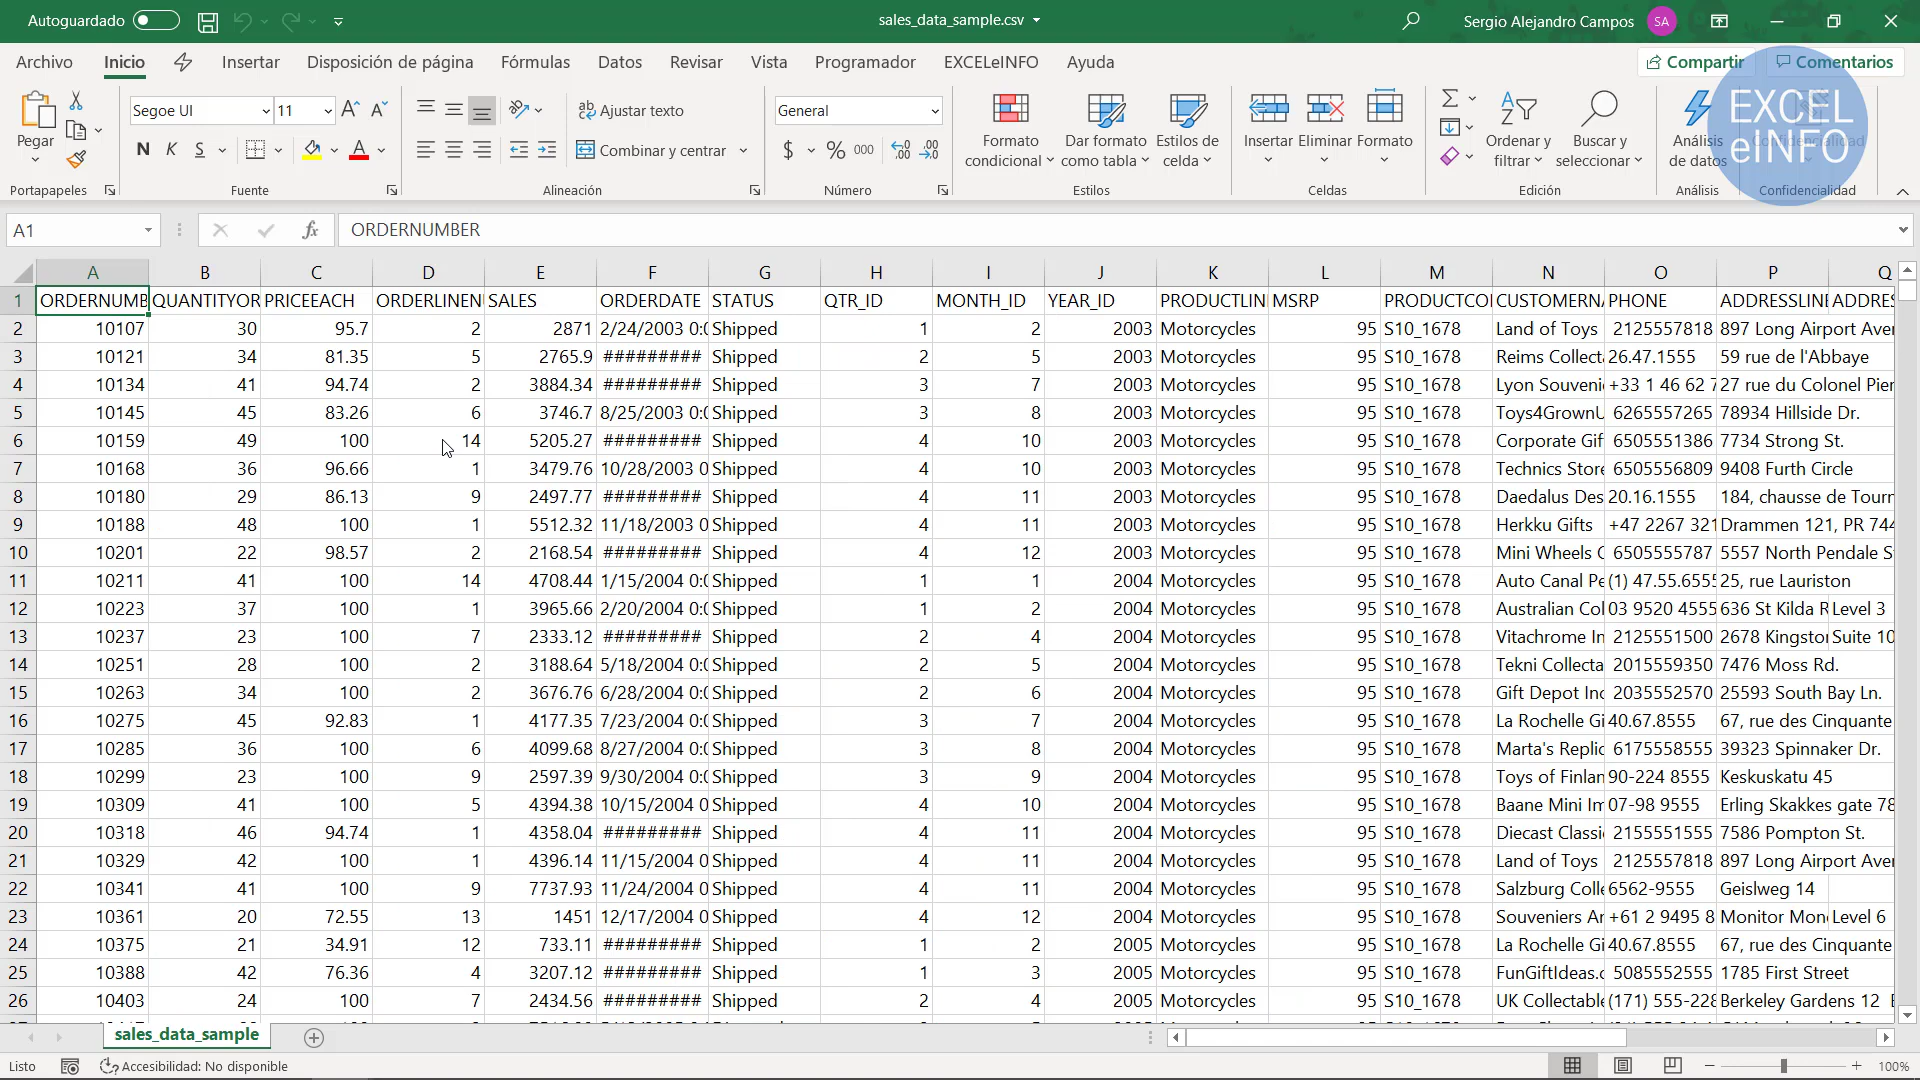 Autoguardado sales_data_sample.csv Sergio Alejandro Campos SA
Archivo Inicio Insertar Disposición de página Fórmulas Datos Revisar Vista Programador EXCELeINFO Ayuda Compartir Comentarios
Pegar
Portapapeles
Segoe UI 11
N K S
Fuente
Ajustar texto
Combinar y centrar
Alineación
General
$ % 000
Número
Formato condicional
Dar formato como tabla
Estilos de celda
Estilos
Insertar Eliminar Formato
Celdas
Ordenar y filtrar
Buscar y seleccionar
Edición
Análisis de datos
Análisis
EXCEL
eINFO
Confidencialidad
A1 fx ORDERNUMBER
A B C D E F G H I J K L M N O P Q
1 ORDERNUMB QUANTITYOR PRICEEACH ORDERLINEN SALES ORDERDATE STATUS QTR_ID MONTH_ID YEAR_ID PRODUCTLIN MSRP PRODUCTCO CUSTOMERNA PHONE ADDRESSLINE ADDRES
2 10107 30 95.7 2 2871 2/24/2003 0:0 Shipped 1 2 2003 Motorcycles 95 S10_1678 Land of Toys 2125557818 897 Long Airport Aven
3 10121 34 81.35 5 2765.9 ######### Shipped 2 5 2003 Motorcycles 95 S10_1678 Reims Collect 26.47.1555 59 rue de l'Abbaye
4 10134 41 94.74 2 3884.34 ######### Shipped 3 7 2003 Motorcycles 95 S10_1678 Lyon Souveni +33 1 46 62 7 27 rue du Colonel Pier
5 10145 45 83.26 6 3746.7 8/25/2003 0:0 Shipped 3 8 2003 Motorcycles 95 S10_1678 Toys4GrownU 6265557265 78934 Hillside Dr.
6 10159 49 100 14 5205.27 ######### Shipped 4 10 2003 Motorcycles 95 S10_1678 Corporate Gif 6505551386 7734 Strong St.
7 10168 36 96.66 1 3479.76 10/28/2003 0 Shipped 4 10 2003 Motorcycles 95 S10_1678 Technics Store 6505556809 9408 Furth Circle
8 10180 29 86.13 9 2497.77 ######### Shipped 4 11 2003 Motorcycles 95 S10_1678 Daedalus Des 20.16.1555 184, chausse de Tourn
9 10188 48 100 1 5512.32 11/18/2003 0 Shipped 4 11 2003 Motorcycles 95 S10_1678 Herkku Gifts +47 2267 321 Drammen 121, PR 744
10 10201 22 98.57 2 2168.54 ######### Shipped 4 12 2003 Motorcycles 95 S10_1678 Mini Wheels C 6505555787 5557 North Pendale S
11 10211 41 100 14 4708.44 1/15/2004 0:0 Shipped 1 1 2004 Motorcycles 95 S10_1678 Auto Canal Pe (1) 47.55.6555 25, rue Lauriston
12 10223 37 100 1 3965.66 2/20/2004 0:0 Shipped 1 2 2004 Motorcycles 95 S10_1678 Australian Col 03 9520 4555 636 St Kilda R Level 3
13 10237 23 100 7 2333.12 ######### Shipped 2 4 2004 Motorcycles 95 S10_1678 Vitachrome In 2125551500 2678 Kingston Suite 10
14 10251 28 100 2 3188.64 5/18/2004 0:0 Shipped 2 5 2004 Motorcycles 95 S10_1678 Tekni Collecta 2015559350 7476 Moss Rd.
15 10263 34 100 2 3676.76 6/28/2004 0:0 Shipped 2 6 2004 Motorcycles 95 S10_1678 Gift Depot Inc 2035552570 25593 South Bay Ln.
16 10275 45 92.83 1 4177.35 7/23/2004 0:0 Shipped 3 7 2004 Motorcycles 95 S10_1678 La Rochelle Gi 40.67.8555 67, rue des Cinquante
17 10285 36 100 6 4099.68 8/27/2004 0:0 Shipped 3 8 2004 Motorcycles 95 S10_1678 Marta's Replic 6175558555 39323 Spinnaker Dr.
18 10299 23 100 9 2597.39 9/30/2004 0:0 Shipped 3 9 2004 Motorcycles 95 S10_1678 Toys of Finlan 90-224 8555 Keskuskatu 45
19 10309 41 100 5 4394.38 10/15/2004 0 Shipped 4 10 2004 Motorcycles 95 S10_1678 Baane Mini Im 07-98 9555 Erling Skakkes gate 78
20 10318 46 94.74 1 4358.04 ######### Shipped 4 11 2004 Motorcycles 95 S10_1678 Diecast Classic 2155551555 7586 Pompton St.
21 10329 42 100 1 4396.14 11/15/2004 0 Shipped 4 11 2004 Motorcycles 95 S10_1678 Land of Toys 2125557818 897 Long Airport Aven
22 10341 41 100 9 7737.93 11/24/2004 0 Shipped 4 11 2004 Motorcycles 95 S10_1678 Salzburg Colle 6562-9555 Geislweg 14
23 10361 20 72.55 13 1451 12/17/2004 0 Shipped 4 12 2004 Motorcycles 95 S10_1678 Souveniers An +61 2 9495 8 Monitor Mon Level 6
24 10375 21 34.91 12 733.11 ######### Shipped 1 2 2005 Motorcycles 95 S10_1678 La Rochelle Gi 40.67.8555 67, rue des Cinquante
25 10388 42 76.36 4 3207.12 ######### Shipped 1 3 2005 Motorcycles 95 S10_1678 FunGiftIdeas.c 5085552555 1785 First Street
26 10403 24 100 7 2434.56 ######### Shipped 2 4 2005 Motorcycles 95 S10_1678 UK Collectable (171) 555-228 Berkeley Gardens 12
sales_data_sample
Listo Accesibilidad: No disponible 100%